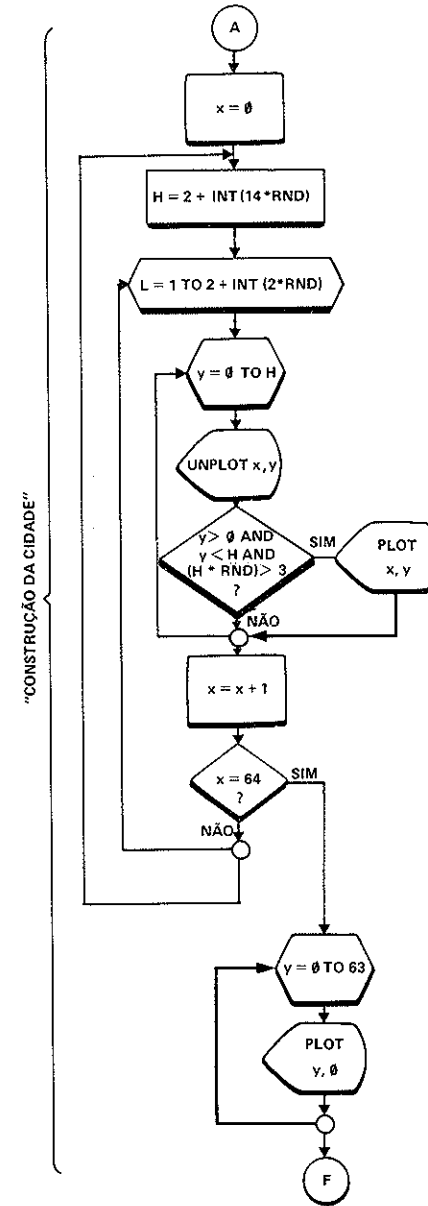 A
x = Ø
H = 2 + INT (14 * RND)
L = 1 TO 2 + INT (2*RND)
y = Ø TO H
UNPLOT x, y
y > Ø AND
y < H AND
(H * RND) > 3
?
SIM
PLOT
x, y
NÃO
x = x + 1
x = 64
?
SIM
NÃO
y = Ø TO 63
PLOT
y, Ø
F
"CONSTRUÇÃO DA CIDADE"